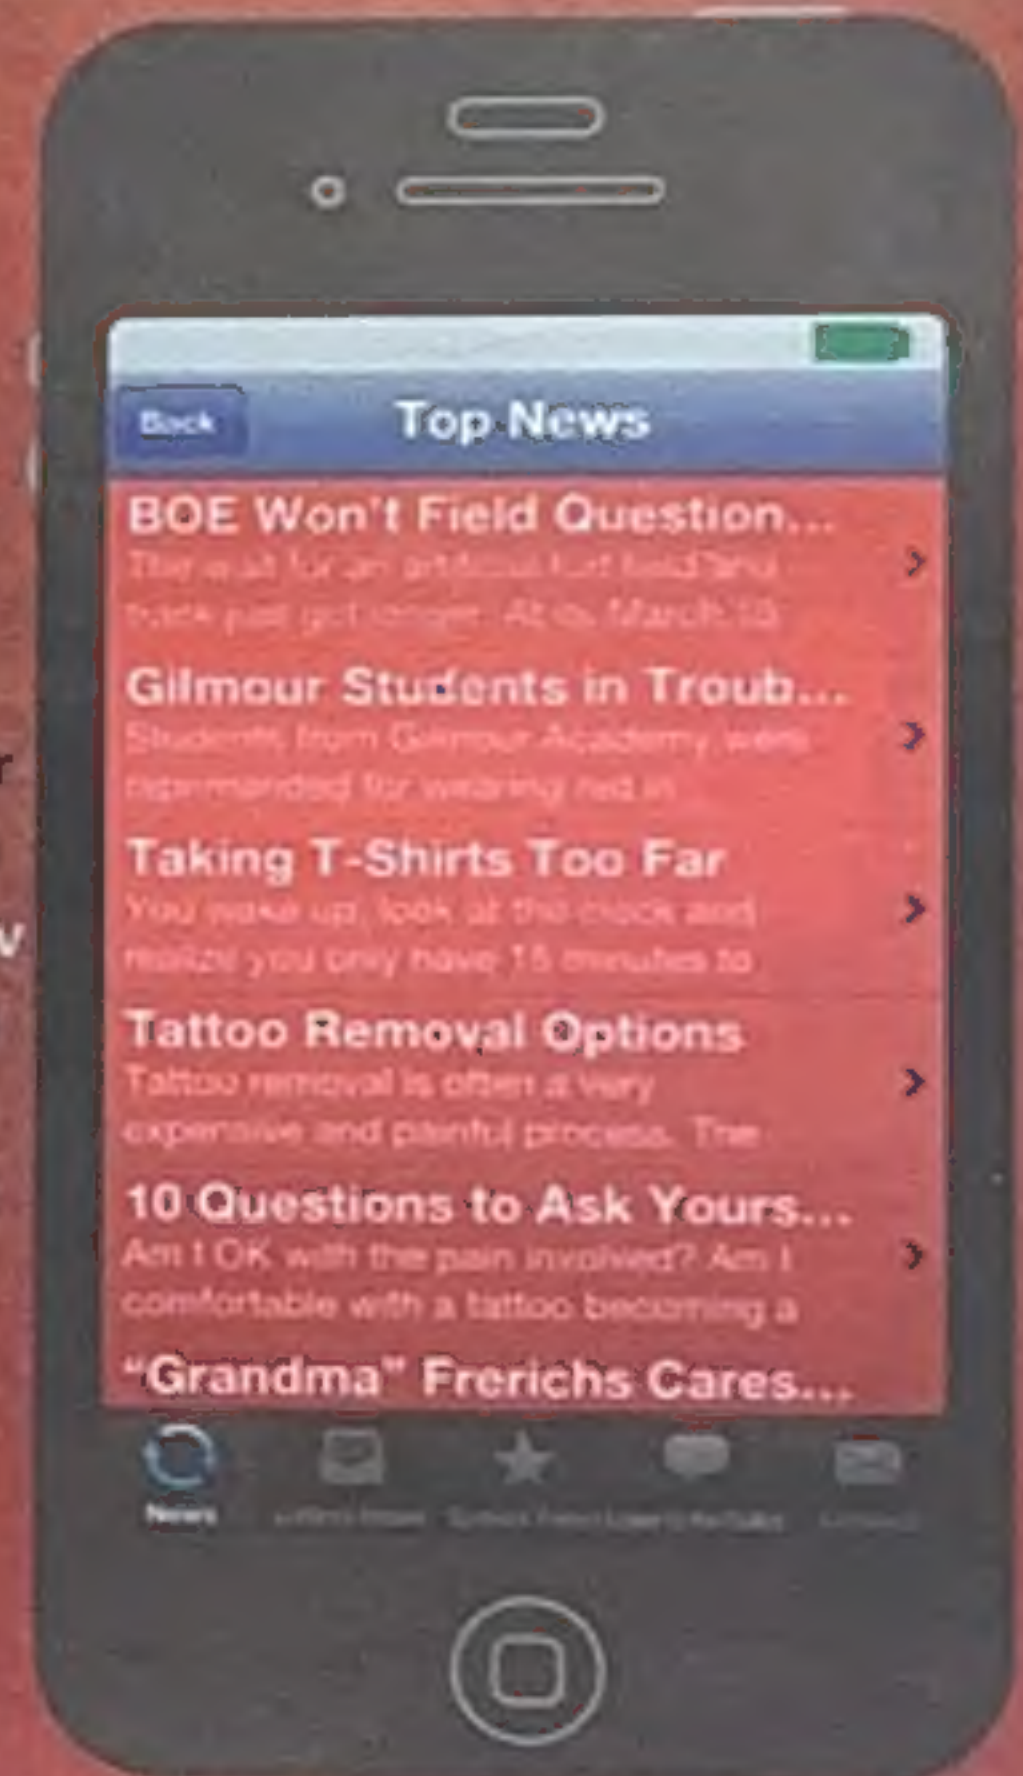 Back
Top News
BOE Won't Field Question...
The wait for an artificial turf field and
track just got longer. At its March 18
Gilmour Students in Troub...
Students from Gilmour Academy were
repermanded for wearing red in
Taking T-Shirts Too Far
You wake up, look at the clock and
realize you only have 15 minutes to
Tattoo Removal Options
Tattoo removal is often a very
expensive and painful process. The
10 Questions to Ask Yours...
Am I OK with the pain involved? Am I
comfortable with a tattoo becoming a
"Grandma" Frerichs Cares...
News
r
v